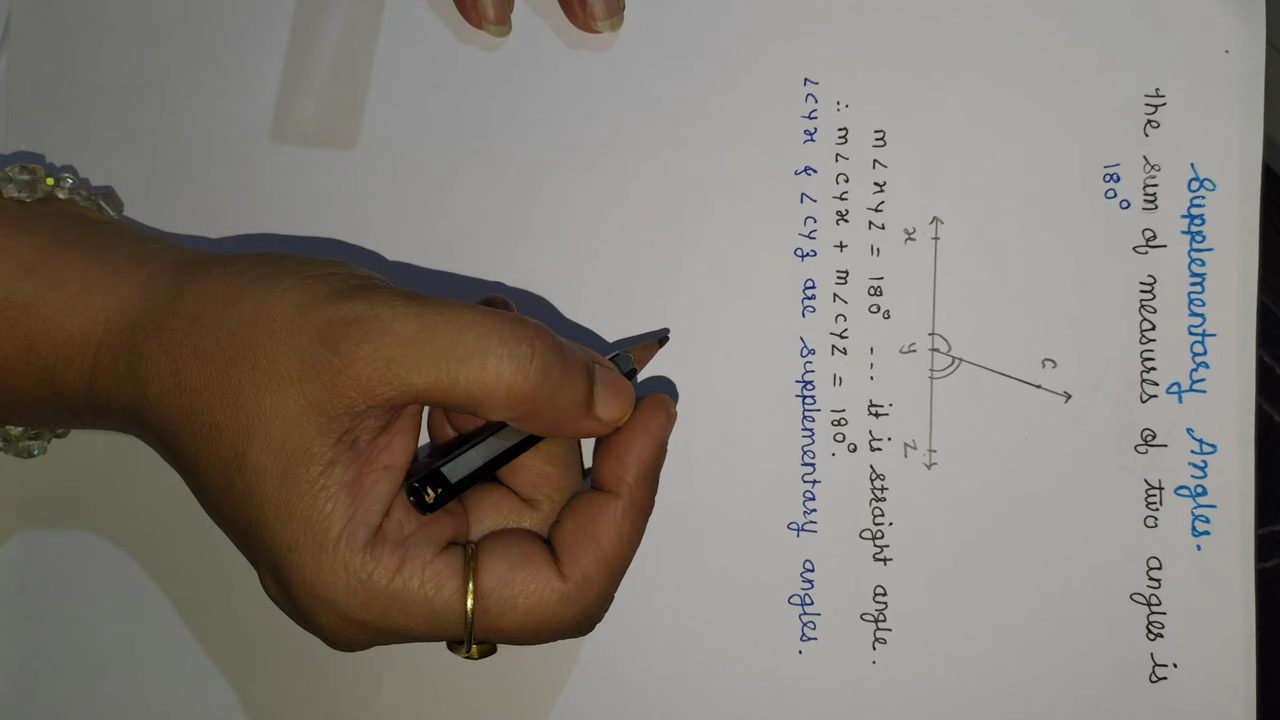 Supplementary Angles.
The sum of measures of two angles is
180°
C
x y z
m∠xyz = 180° --- it is straight angle.
∴ m∠cyx + m∠cyz = 180°.
∠cyx & ∠cyz are supplementary angles.